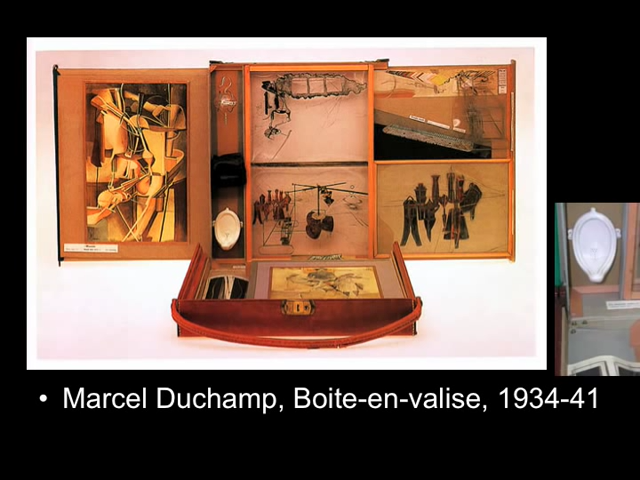 • Marcel Duchamp, Boite-en-valise, 1934-41